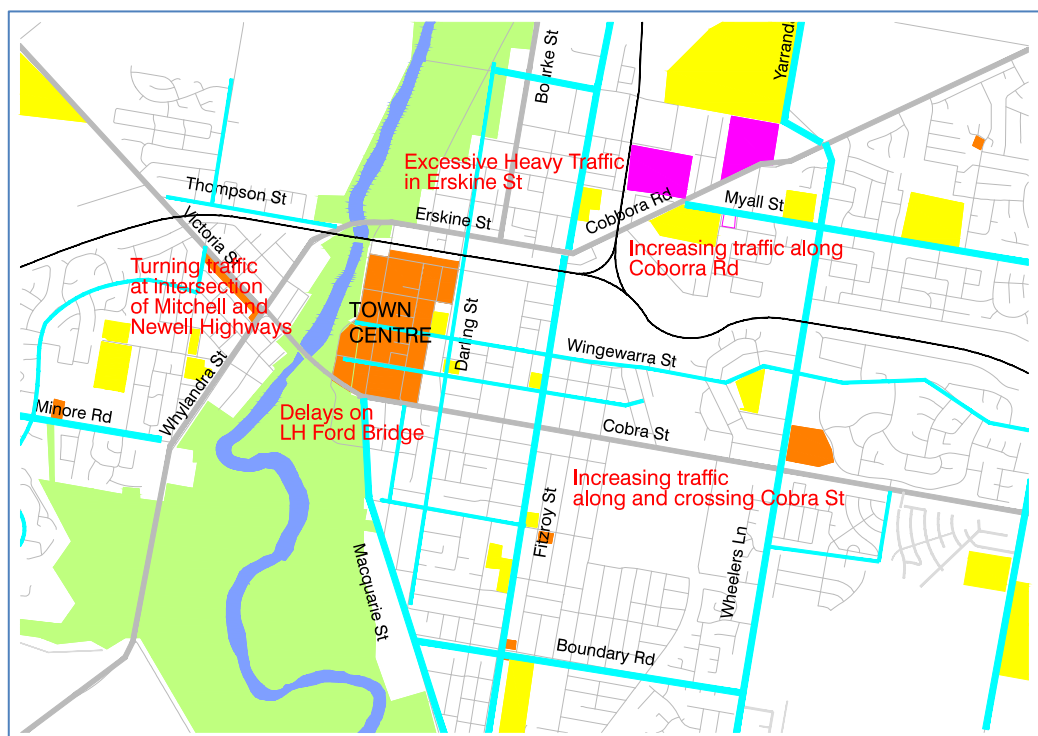 Bourke St
Yarrand
Excessive Heavy Traffic
in Erskine St
Thompson St
Erskine St
Cobbora Rd
Myall St
Victoria St
Increasing traffic along
Coborra Rd
Turning traffic
at intersection
of Mitchell and
Newell Highways
TOWN
CENTRE
Darling St
Wingewarra St
Whylandra St
Minore Rd
Delays on
LH Ford Bridge
Cobra St
Increasing traffic
along and crossing Cobra St
Fitzroy St
Wheelers Ln
Macquarie St
Boundary Rd